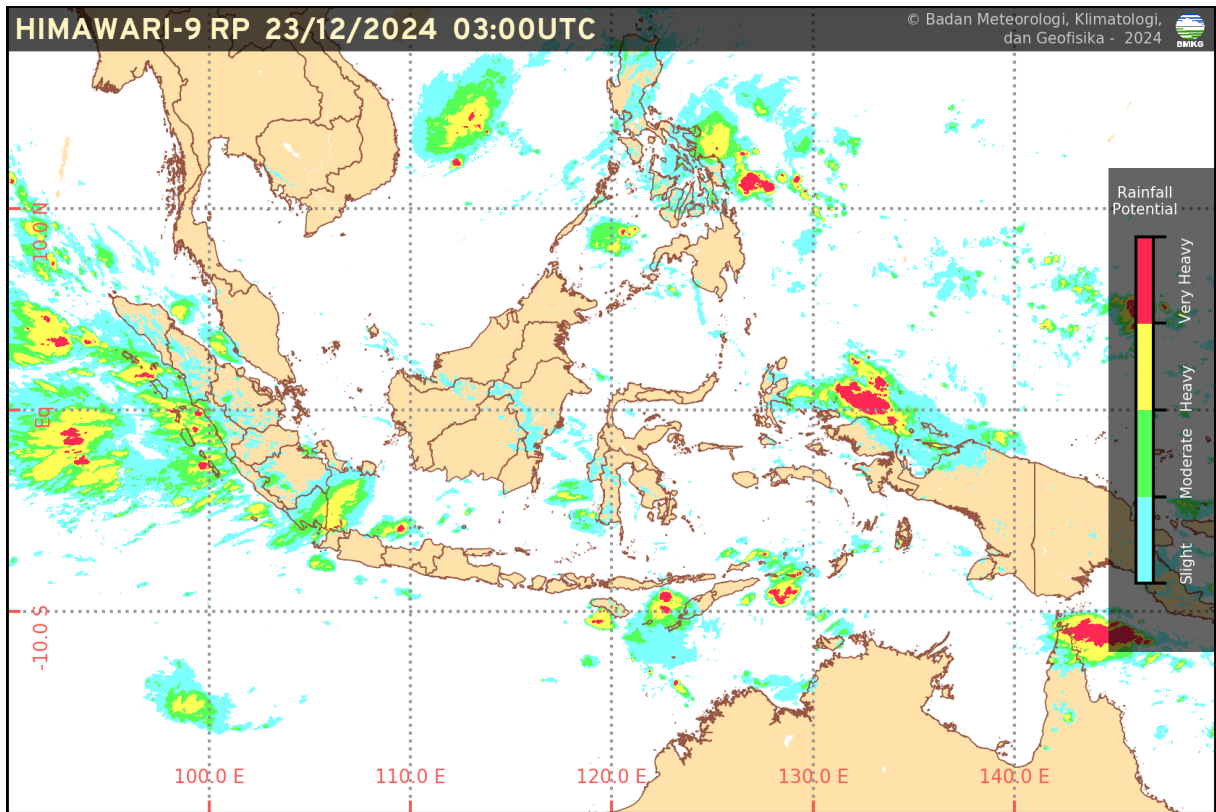 HIMAWARI-9 RP 23/12/2024 03:00UTC
© Badan Meteorologi, Klimatologi,
dan Geofisika - 2024
BMKG
Rainfall
Potential
Very Heavy
Heavy
Moderate
Slight
10.0 N
Eq
-10.0 S
100.0 E
110.0 E
120.0 E
130.0 E
140.0 E